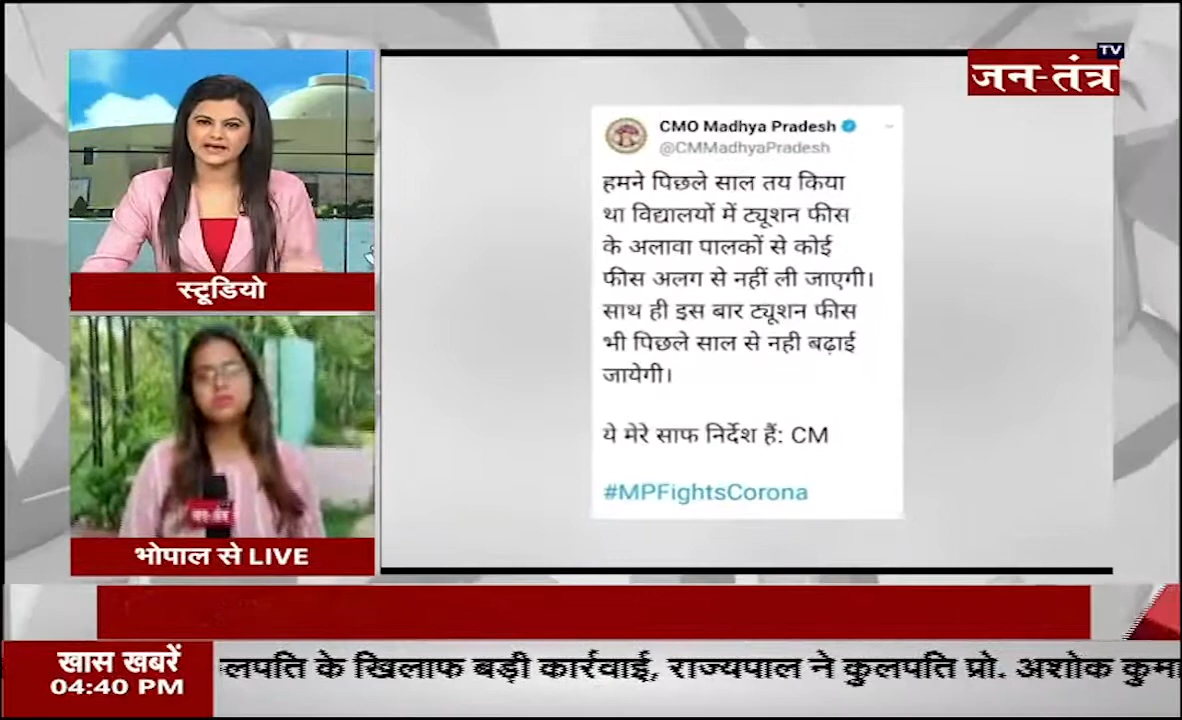 TV
जन-तंत्र
CMO Madhya Pradesh
@CMMadhyaPradesh
हमने पिछले साल तय किया
था विद्यालयों में ट्यूशन फीस
के अलावा पालकों से कोई
फीस अलग से नहीं ली जाएगी।
साथ ही इस बार ट्यूशन फीस
भी पिछले साल से नही बढ़ाई
जायेगी।
ये मेरे साफ निर्देश हैं: CM
#MPFightsCorona
स्टूडियो
जन-तंत्र
भोपाल से LIVE
खास खबरें
04:40 PM
लपति के खिलाफ बड़ी कार्रवाई, राज्यपाल ने कुलपति प्रो. अशोक कुमा